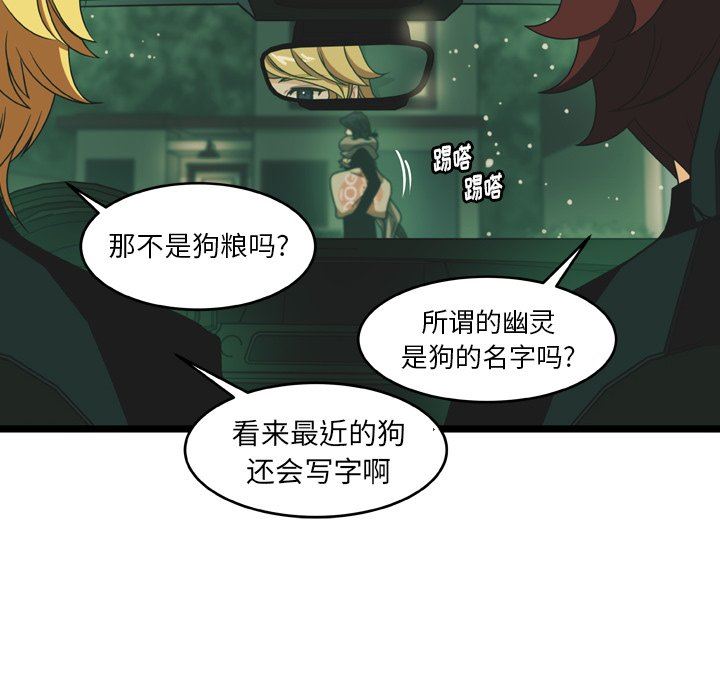 踢嗒
踢嗒
那不是狗粮吗?
所谓的幽灵
是狗的名字吗?
看来最近的狗
还会写字啊